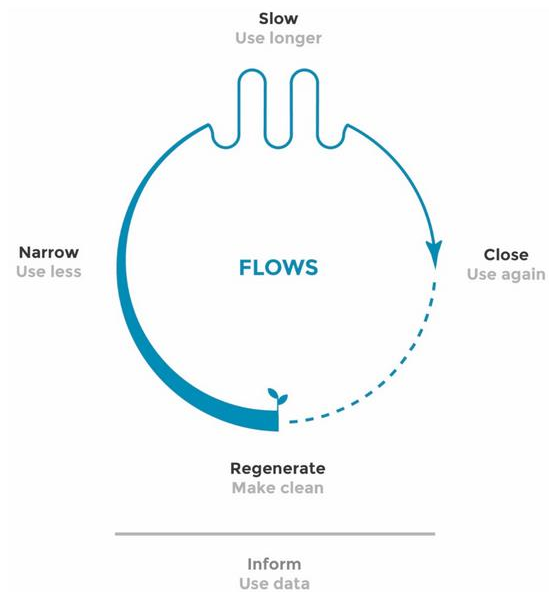 Slow
Use longer
Narrow
Use less
FLOWS
Close
Use again
Regenerate
Make clean
Inform
Use data